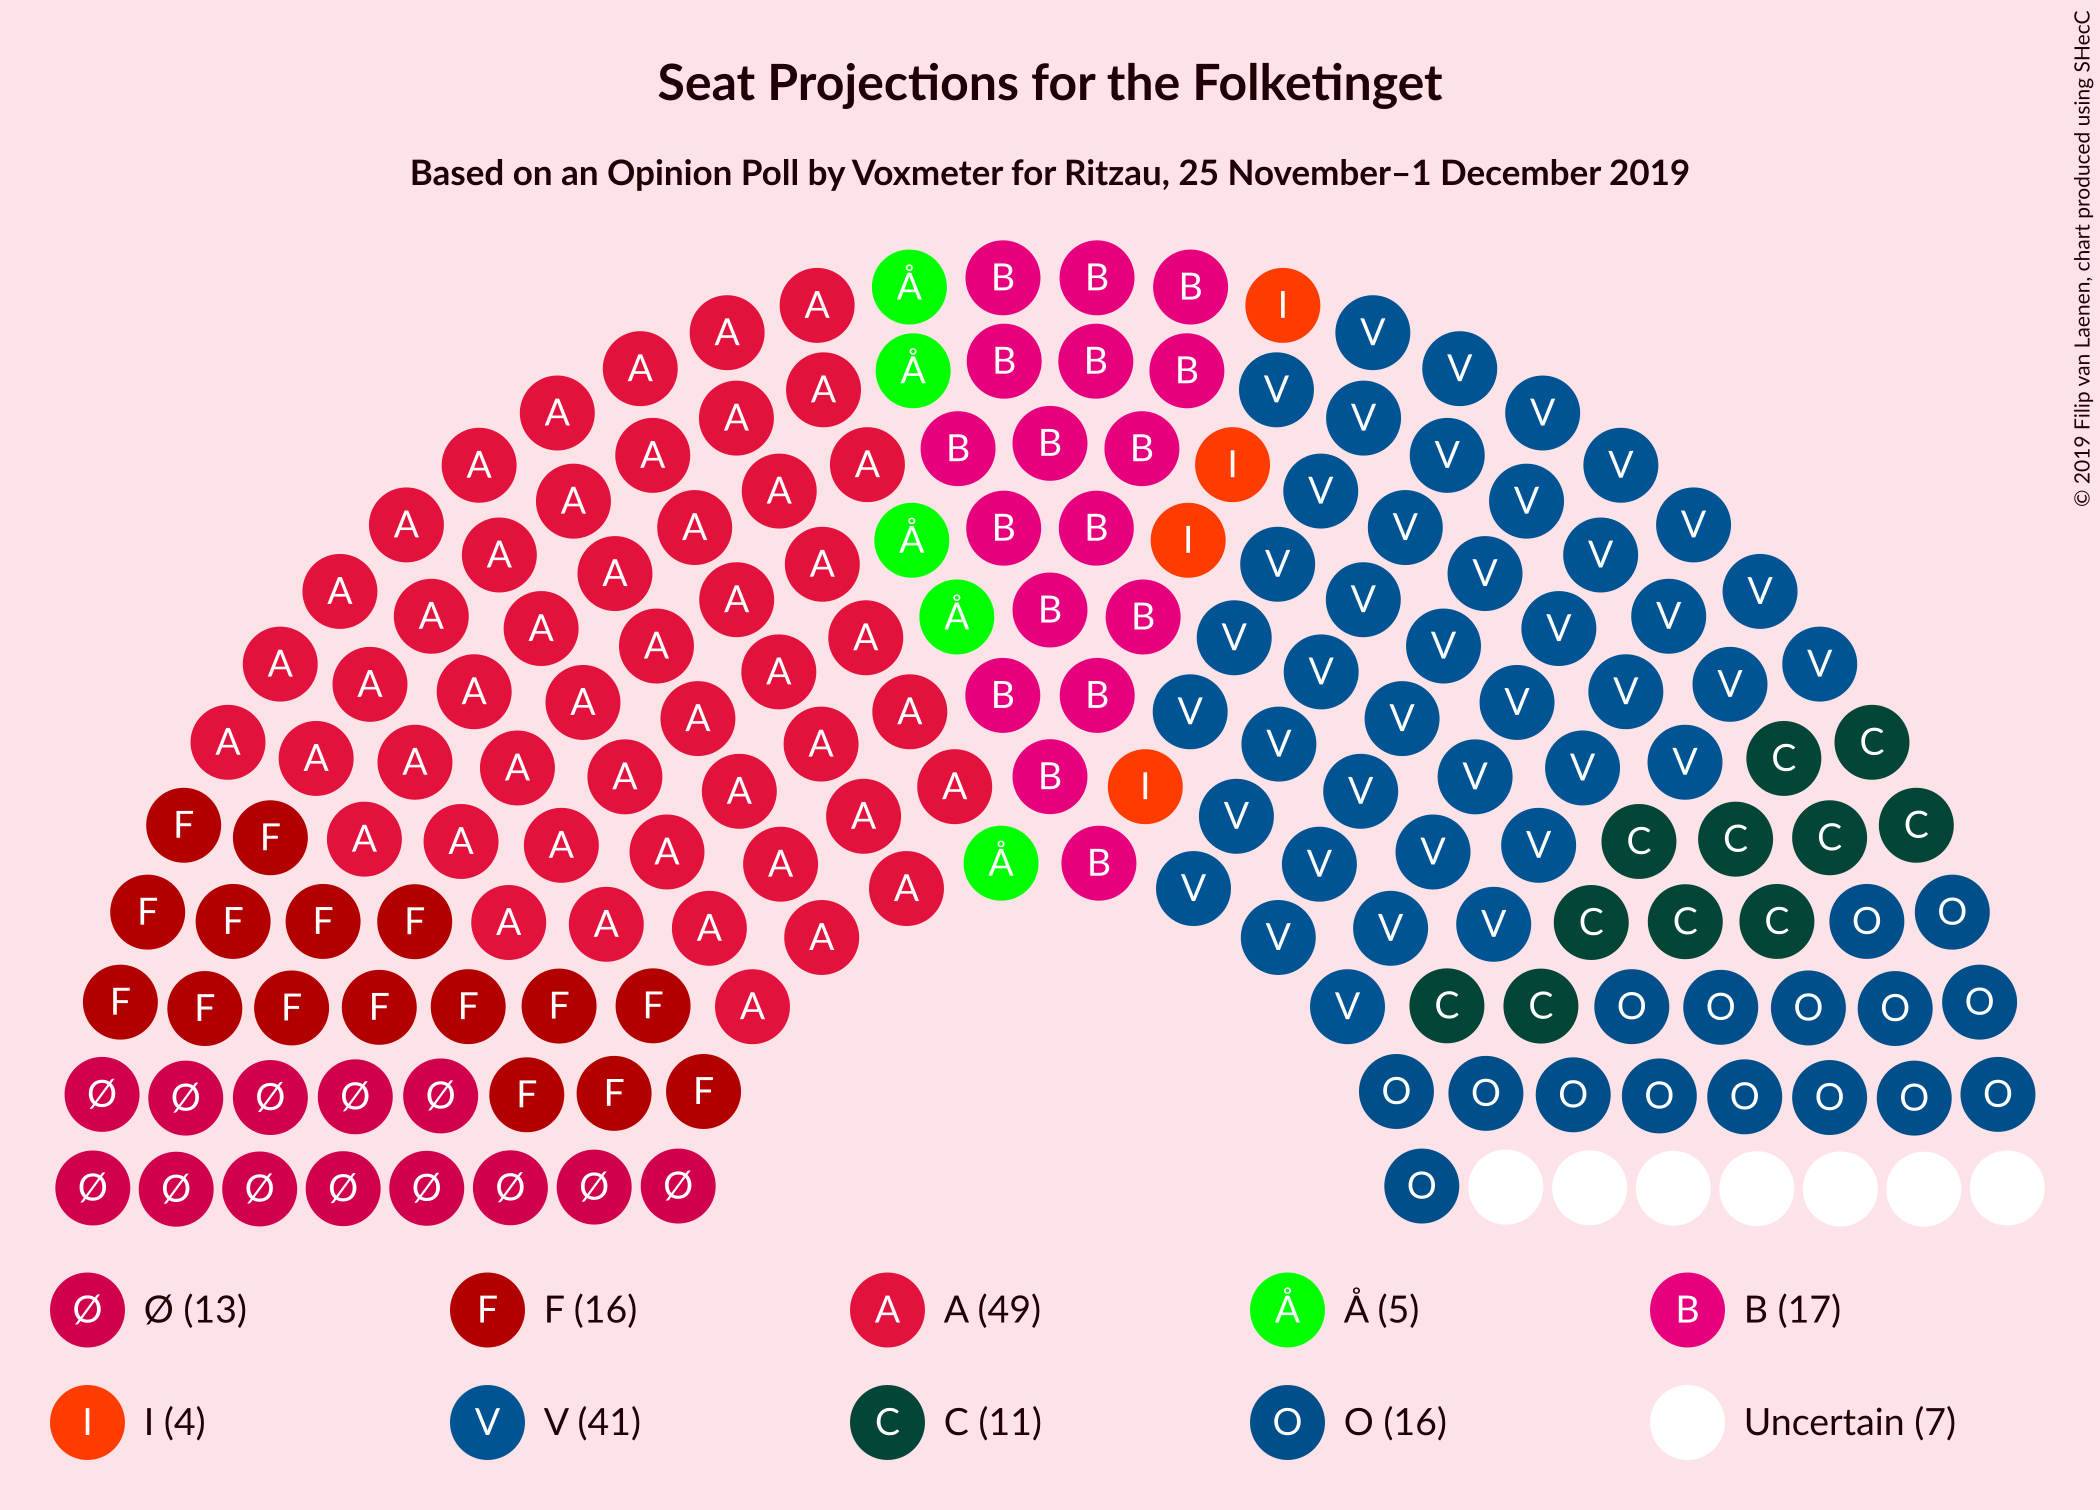 Seat Projections for the Folketinget
Based on an Opinion Poll by Voxmeter for Ritzau, 25 November–1 December 2019
© 2019 Filip van Laenen, chart produced using SHecC
Å B B B I
A A V V
A Å B B B V A V
A A A V V V
A A B B B I A V V
A A V V
A A A Å B B I V V V
A A A V V V
A A A A Å B B V V V V V
A A A A V V V V
A A A A A B B V V V V V
A A A A A B I V V V V C C
F F A A A A A A Å B V V V V C C C C
F F F F A A A A V V V C C C O O
F F F F F F F A V C C O O O O O
Ø Ø Ø Ø Ø F F F O O O O O O O O
Ø Ø Ø Ø Ø Ø Ø Ø O
Ø Ø (13) F F (16) A A (49) Å Å (5) B B (17)
I I (4) V V (41) C C (11) O O (16) Uncertain (7)